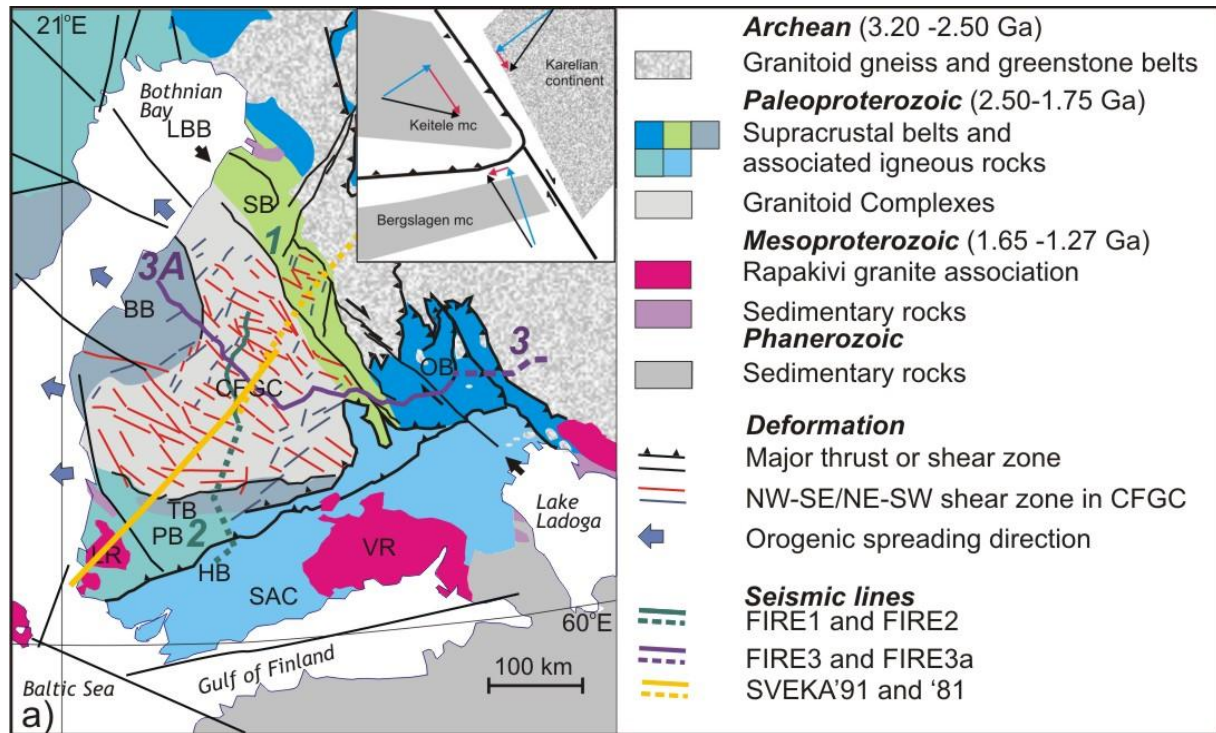 21°E
Bothnian
Bay
LBB
SB
1
3A
BB
CFGC
OB
3
TB
PB
2
LR
HB
SAC
VR
Lake
Ladoga
60°E
100 km
Gulf of Finland
Baltic Sea
a)
Karelian
continent
Keitele mc
Bergslagen mc
Archean (3.20 -2.50 Ga)
Granitoid gneiss and greenstone belts
Paleoproterozoic (2.50-1.75 Ga)
Supracrustal belts and
associated igneous rocks
Granitoid Complexes
Mesoproterozoic (1.65 -1.27 Ga)
Rapakivi granite association
Sedimentary rocks
Phanerozoic
Sedimentary rocks
Deformation
Major thrust or shear zone
NW-SE/NE-SW shear zone in CFGC
Orogenic spreading direction
Seismic lines
FIRE1 and FIRE2
FIRE3 and FIRE3a
SVEKA'91 and ‘81